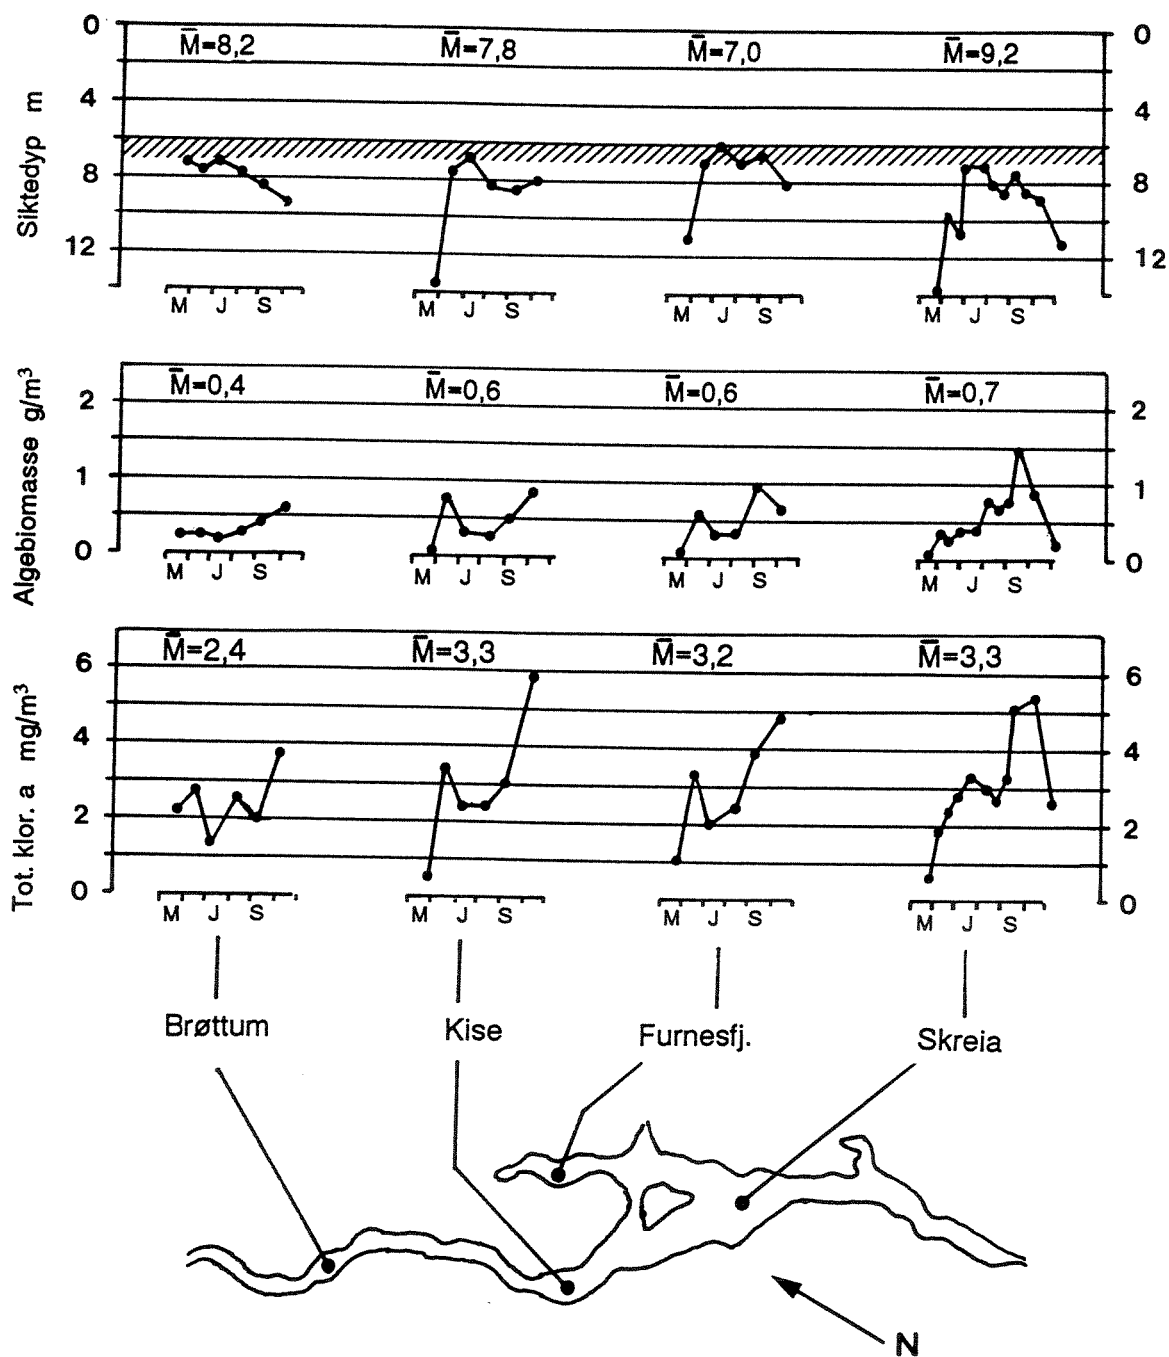 Siktedyp m
0
4
8
12
M̄=8,2
M̄=7,8
M̄=7,0
M̄=9,2
0
4
8
12
M J S
M J S
M J S
M J S
Algebiomasse g/m³
2
1
0
M̄=0,4
M̄=0,6
M̄=0,6
M̄=0,7
2
1
0
M J S
M J S
M J S
M J S
Tot. klor. a mg/m³
6
4
2
0
M̄=2,4
M̄=3,3
M̄=3,2
M̄=3,3
6
4
2
0
M J S
M J S
M J S
M J S
Brøttum
Kise
Furnesfj.
Skreia
N